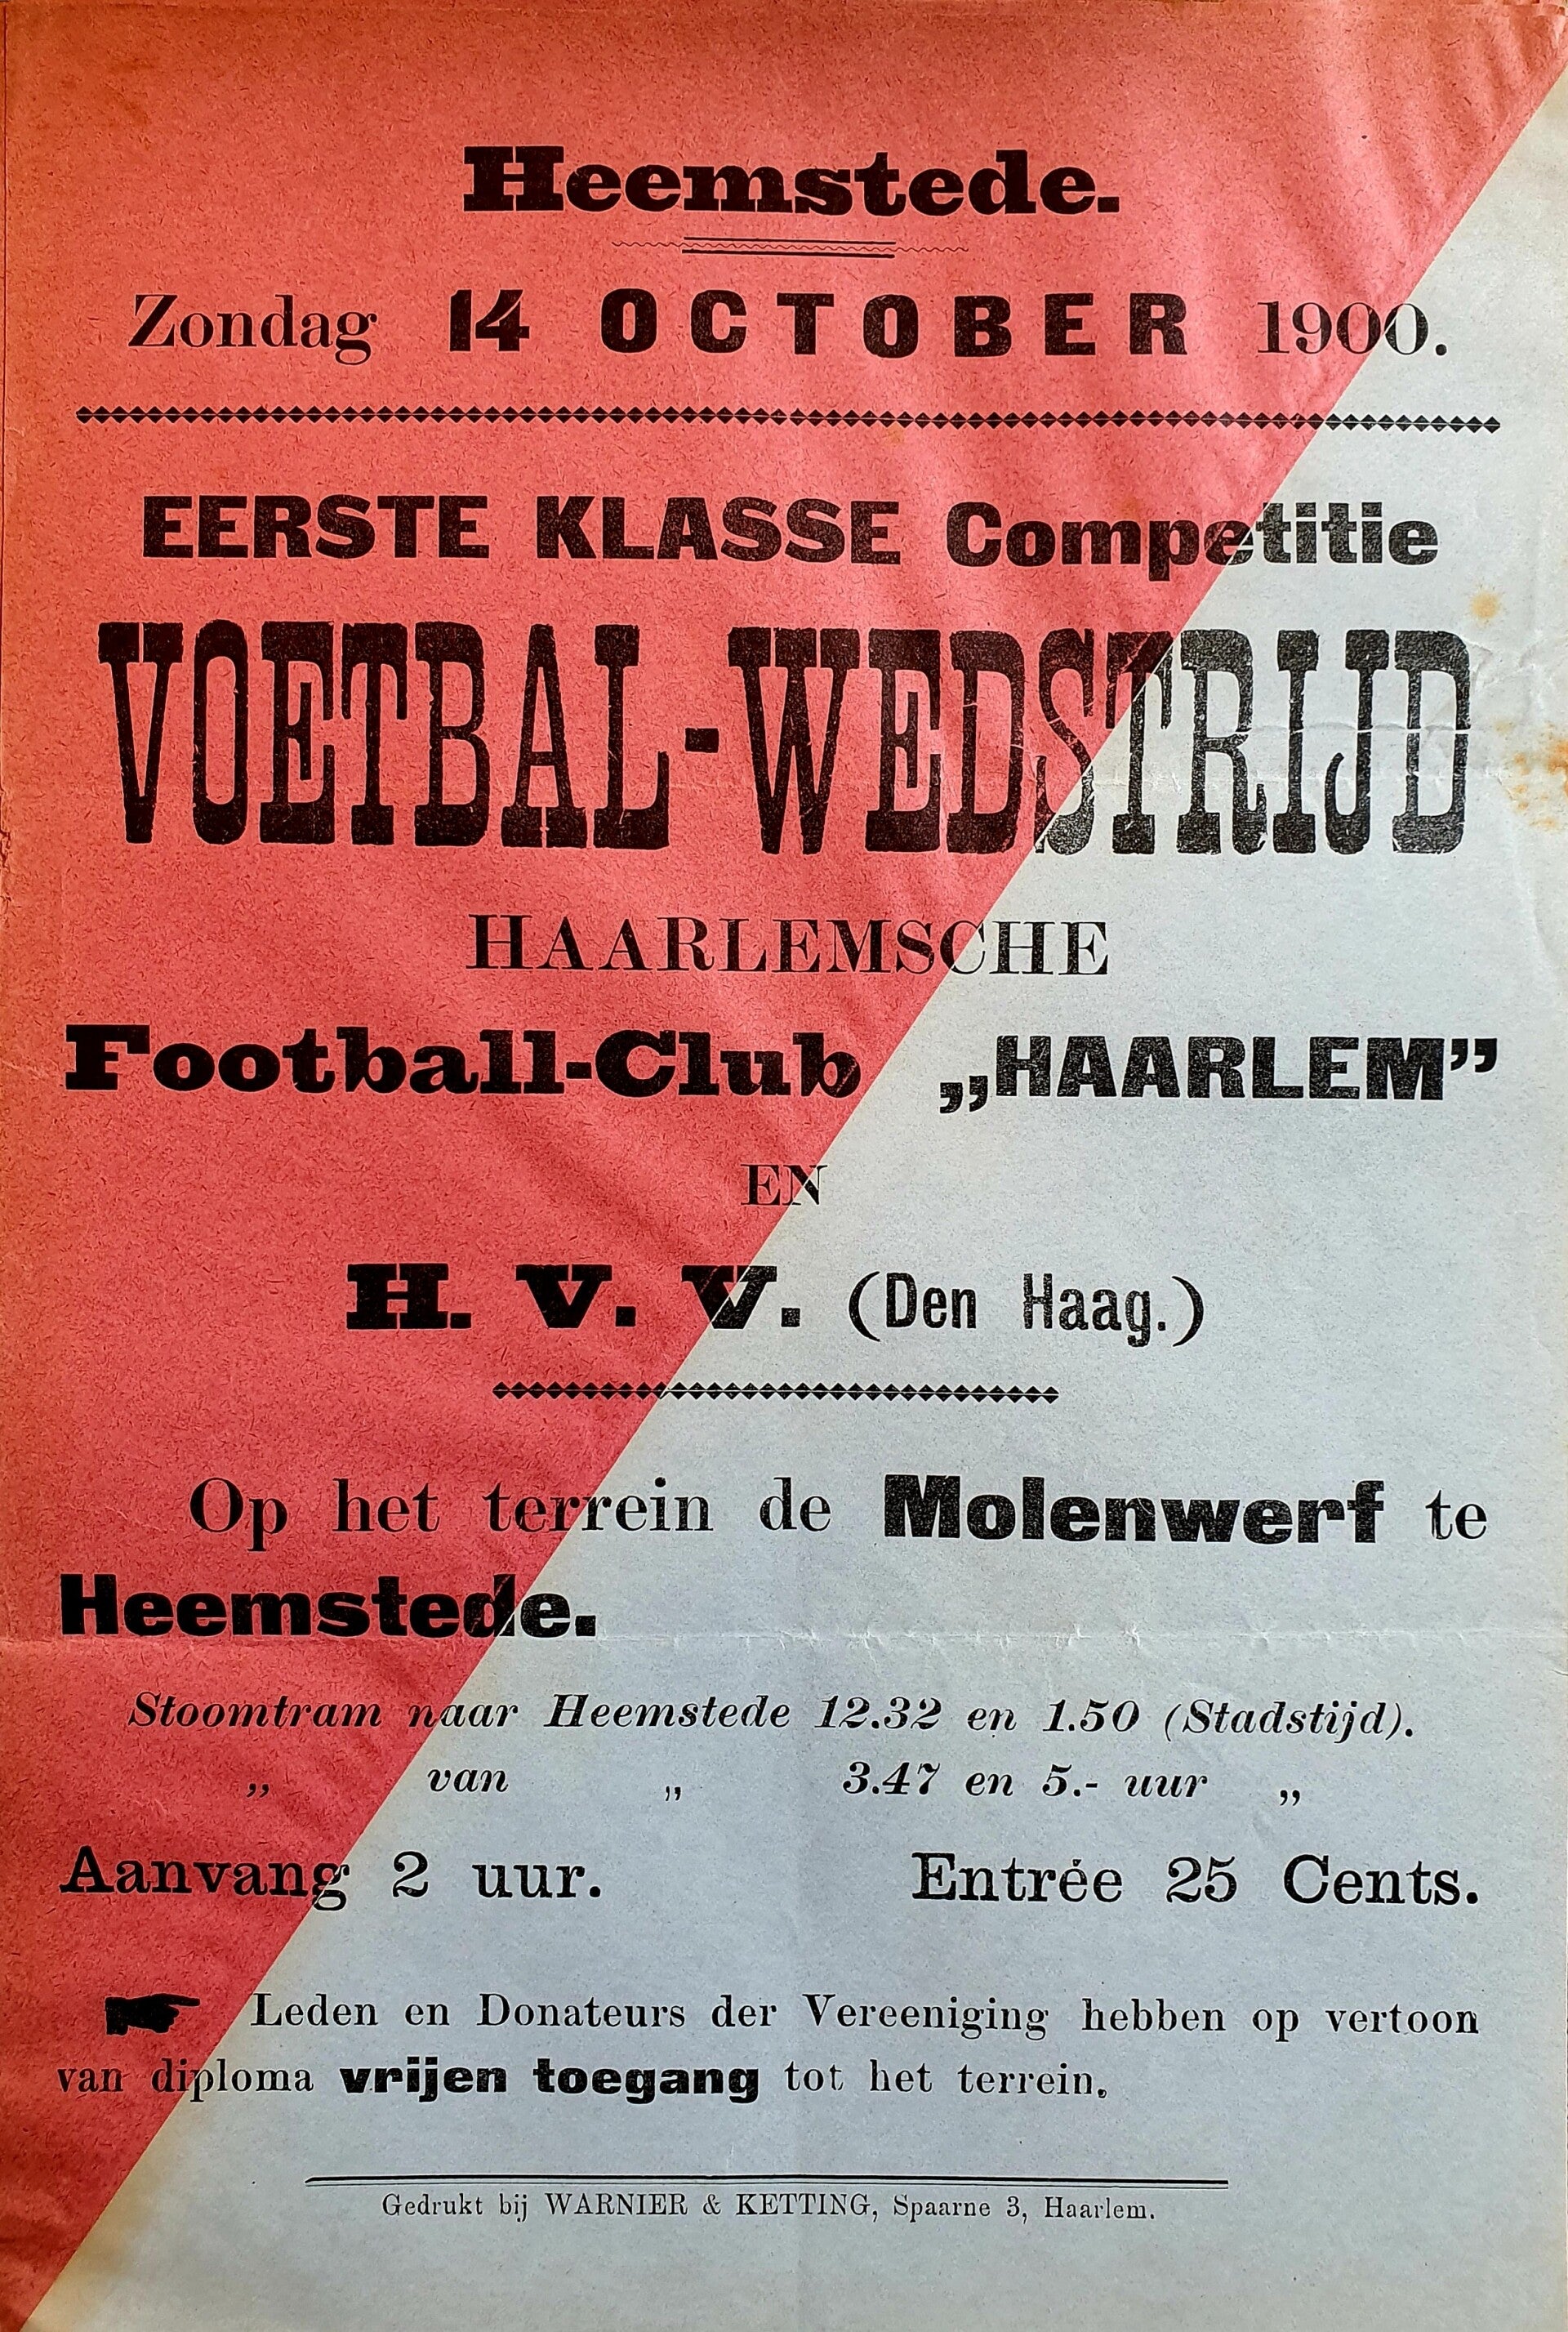 Heemstede.
Zondag 14 OCTOBER 1900.
EERSTE KLASSE Competitie
VOETBAL-WEDSTRIJD
HAARLEMSCHE
Football-Club „HAARLEM”
EN
H. V. V. (Den Haag.)
Op het terrein de Molenwerf te
Heemstede.
Stoomtram naar Heemstede 12.32 en 1.50 (Stadstijd).
„ van „ 3.47 en 5.- uur „
Aanvang 2 uur. Entrée 25 Cents.
Leden en Donateurs der Vereeniging hebben op vertoon
van diploma vrijen toegang tot het terrein.
Gedrukt bij WARNIER & KETTING, Spaarne 3, Haarlem.